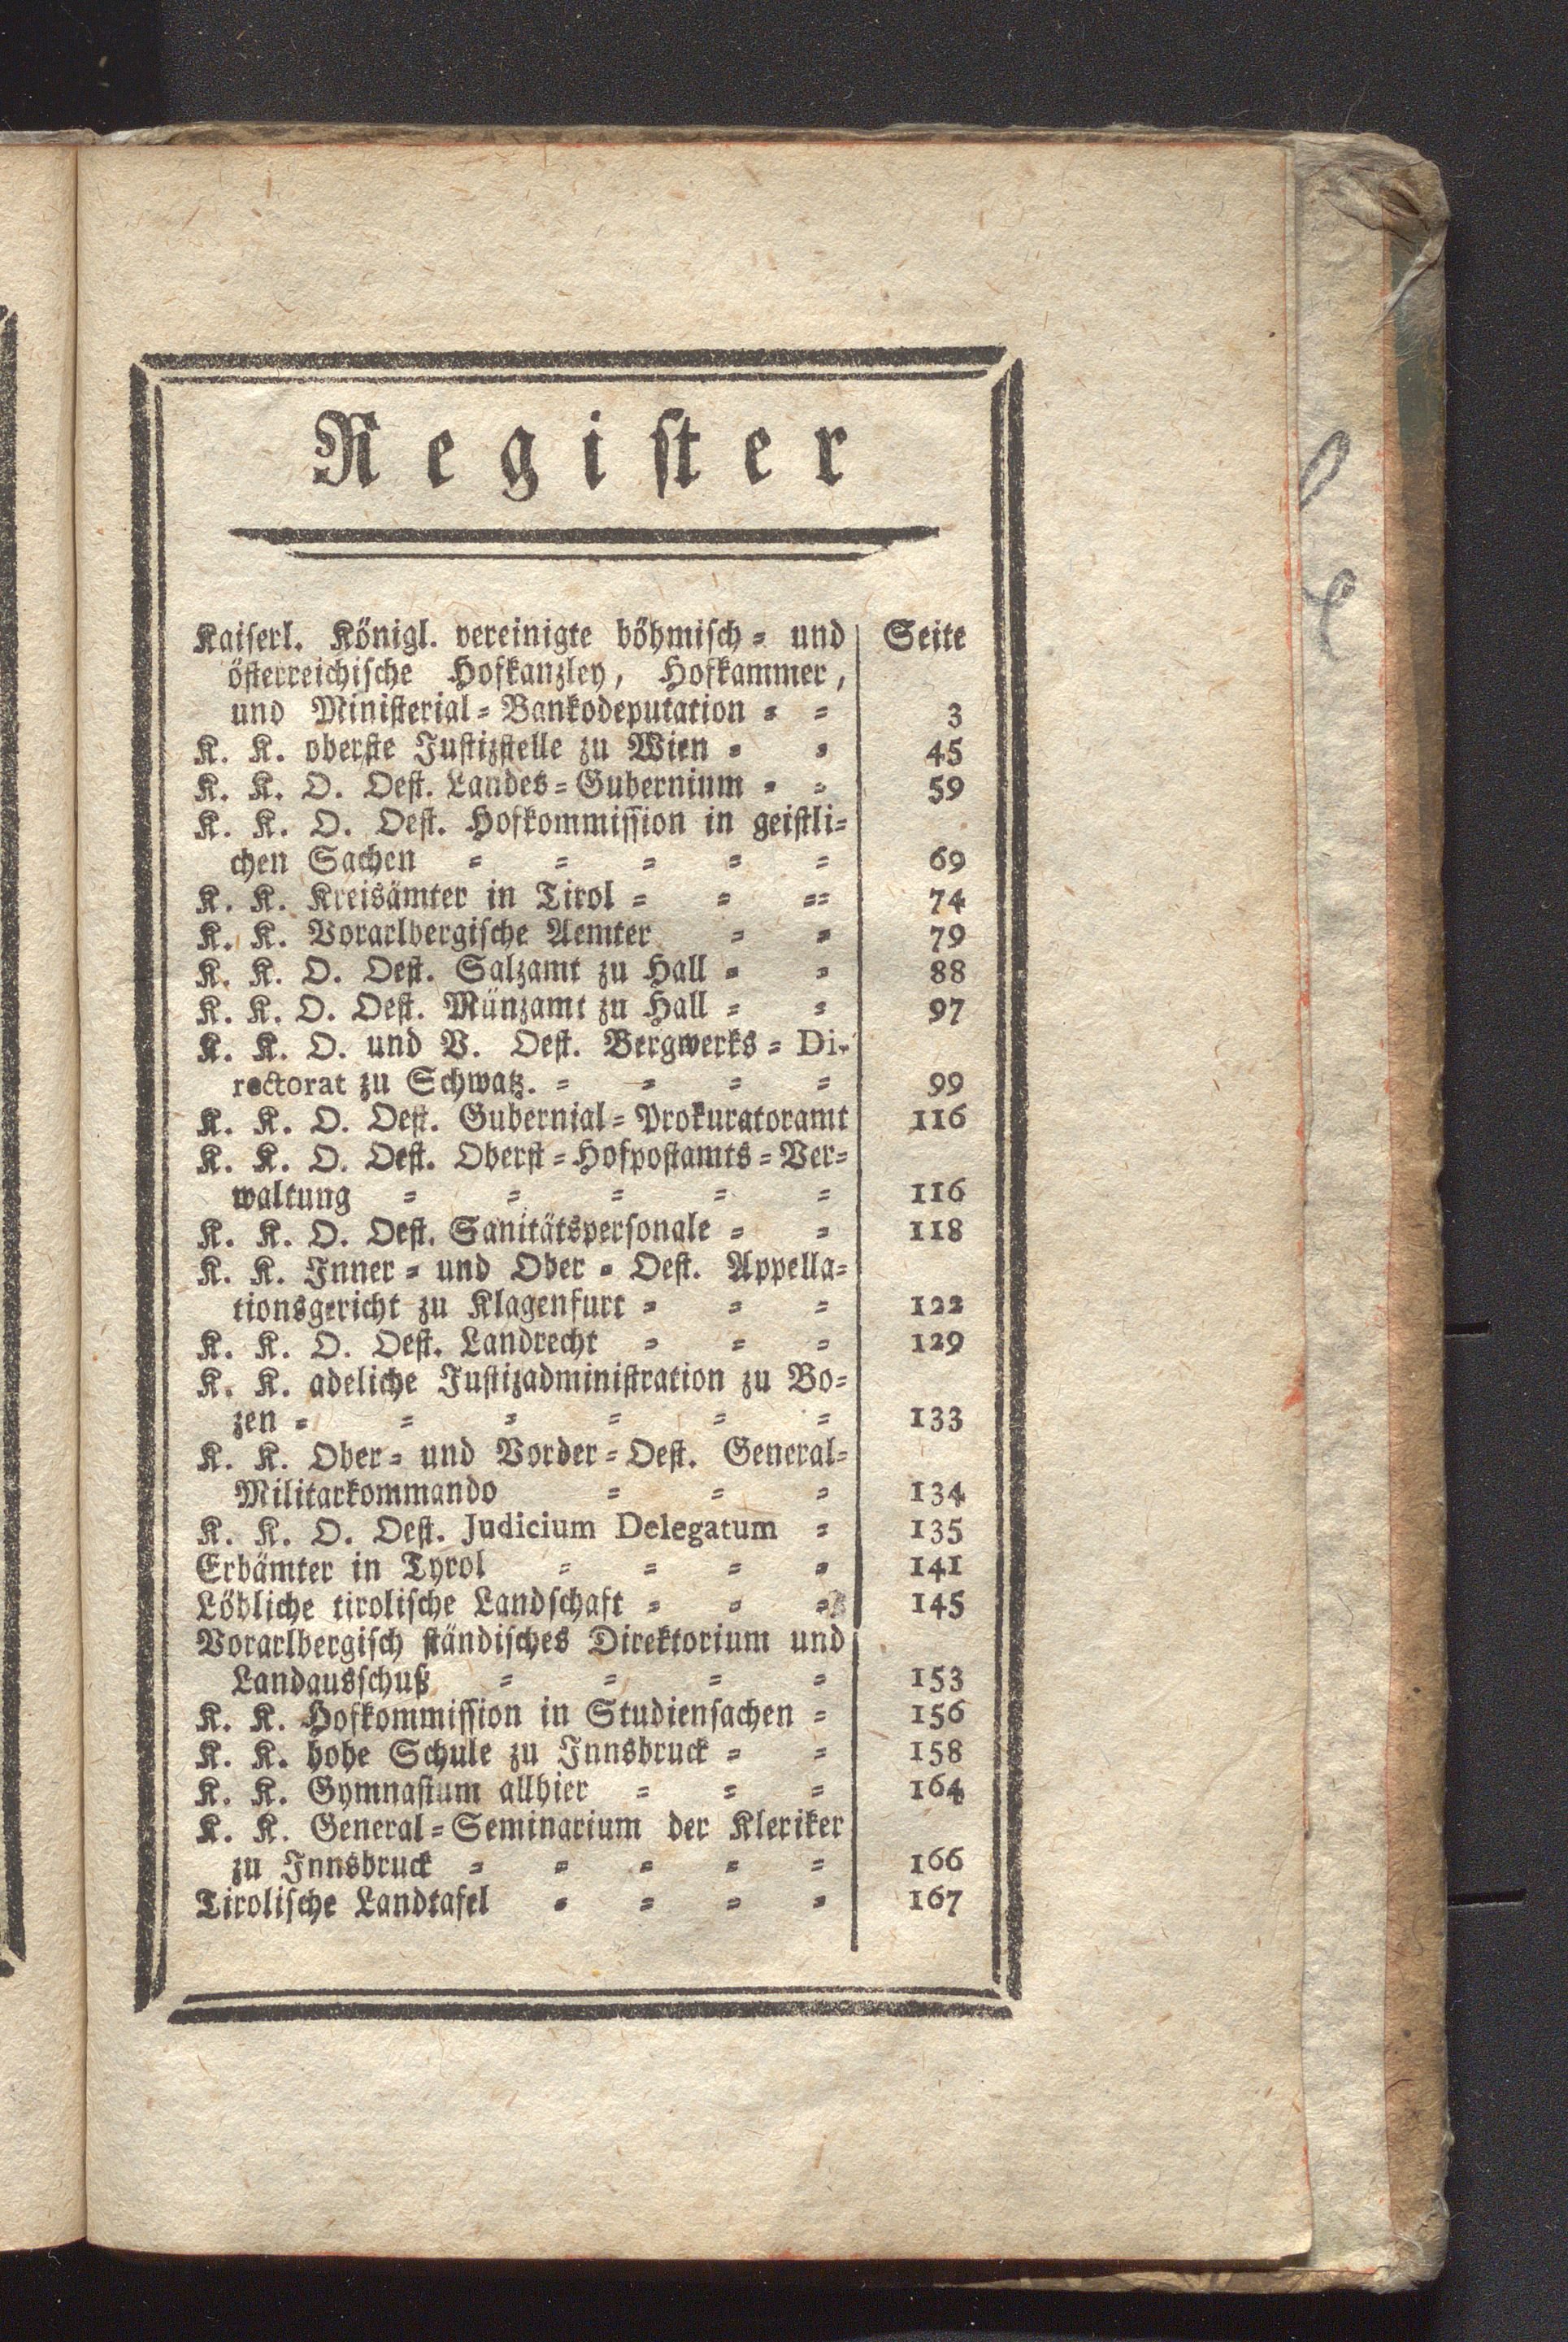 Register
Kaiserl. Königl. vereinigte böhmisch= und Seite
österreichische Hofkanzley, Hofkammer,
und Ministerial=Bankodeputation = = 3
K. K. oberste Justizstelle zu Wien = = 45
K. K. O. Oest. Landes=Gubernium = = 59
K. K. O. Oest. Hofkommission in geistli=
chen Sachen = = = = = 69
K. K. Kreisämter in Tirol = = == 74
K. K. Vorarlbergische Aemter = = 79
K. K. O. Oest. Salzamt zu Hall = = 88
K. K. O. Oest. Münzamt zu Hall = = 97
K. K. O. und V. Oest. Bergwerks = Di-
rectorat zu Schwatz. = = = = 99
K. K. O. Oest. Gubernial=Prokuratoramt 116
K. K. O. Oest. Oberst=Hofpostamts=Ver=
waltung = = = = = 116
K. K. O. Oest. Sanitätspersonale = = 118
K. K. Inner= und Ober = Oest. Appella=
tionsgericht zu Klagenfurt = = = 122
K. K. O. Oest. Landrecht = = = 129
K. K. adeliche Justizadministration zu Bo=
zen = = = = = = 133
K. K. Ober= und Vorder=Oest. General=
Militarkommando = = = 134
K. K. O. Oest. Judicium Delegatum = 135
Erbämter in Tyrol = = = = 141
Löbliche tirolische Landschaft = = = 145
Vorarlbergisch ständisches Direktorium und
Landausschuß = = = = 153
K. K. Hofkommission in Studiensachen = 156
K. K. hohe Schule zu Innsbruck = = 158
K. K. Gymnasium allhier = = = 164
K. K. General=Seminarium der Kleriker
zu Innsbruck = = = = = 166
Tirolische Landtafel = = = = 167